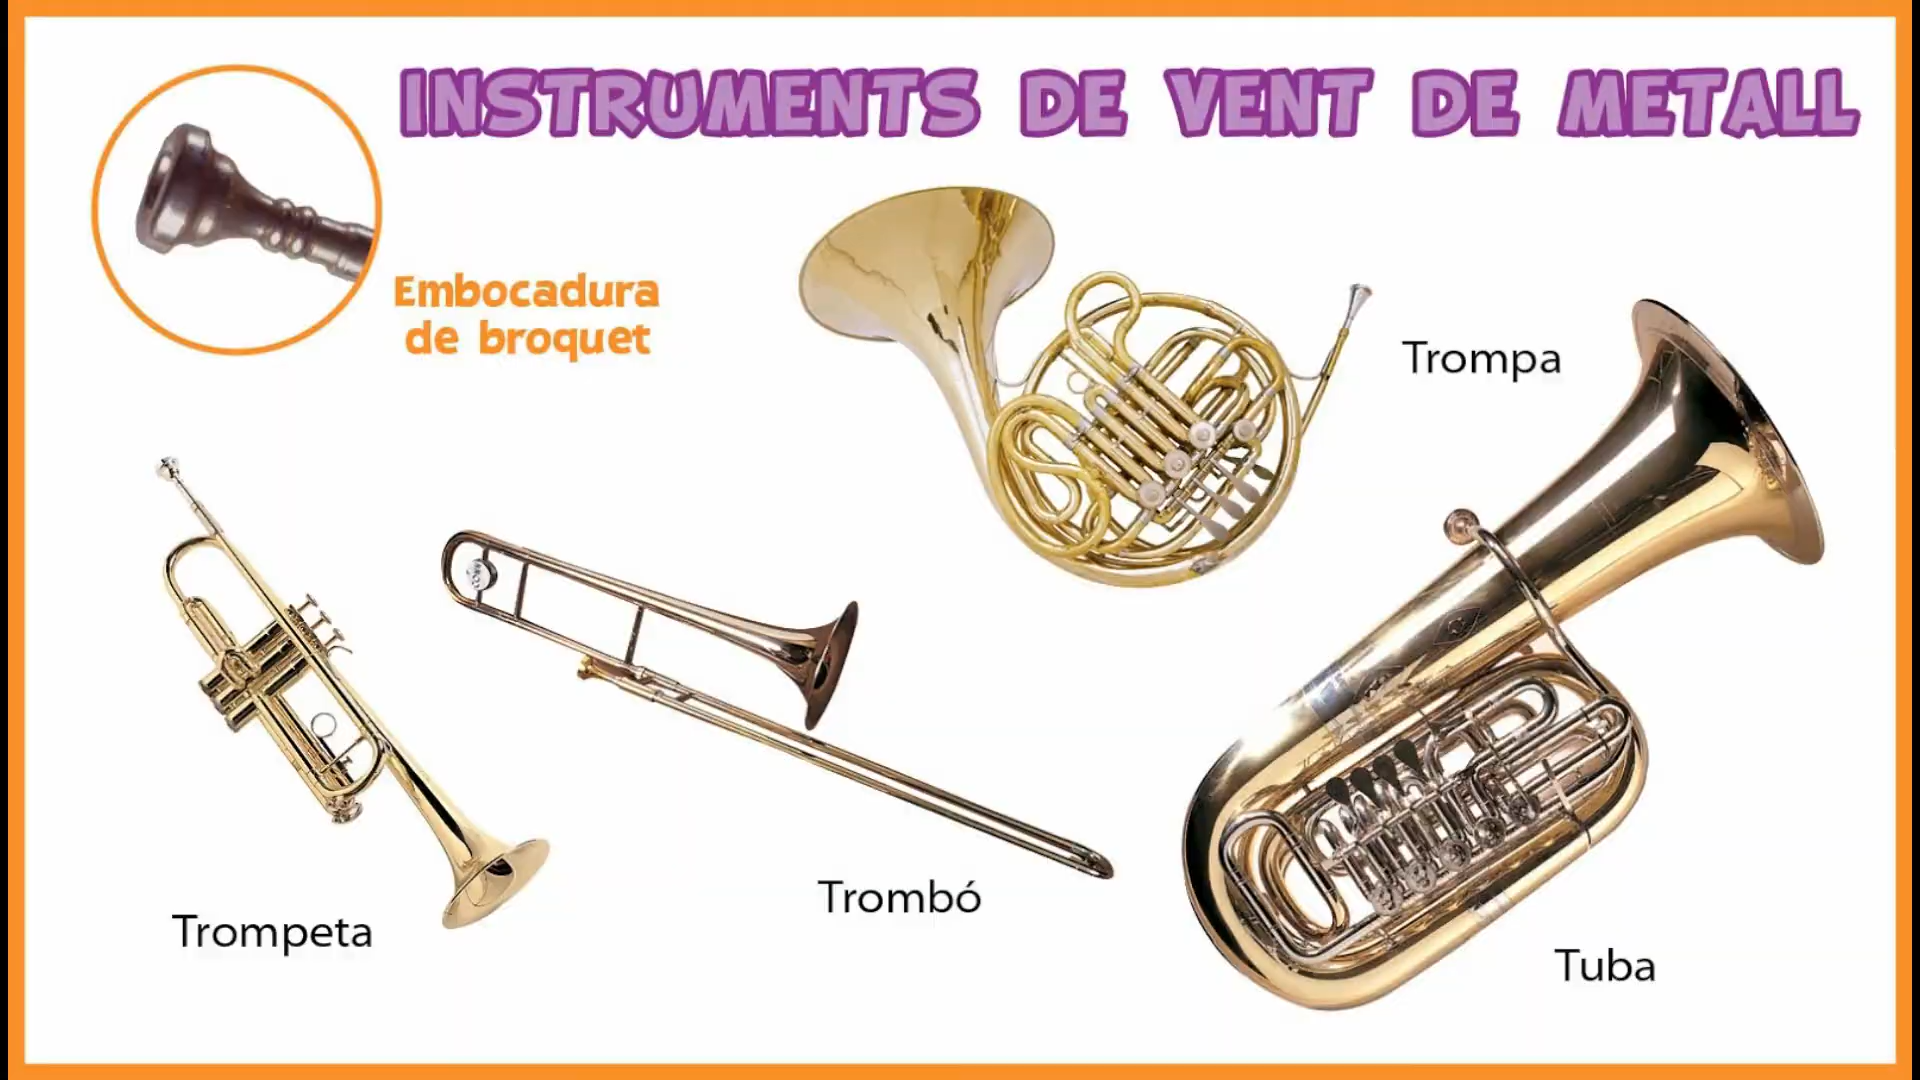 INSTRUMENTS DE VENT DE METALL
Embocadura
de broquet
Trompa
Trombó
Trompeta
Tuba